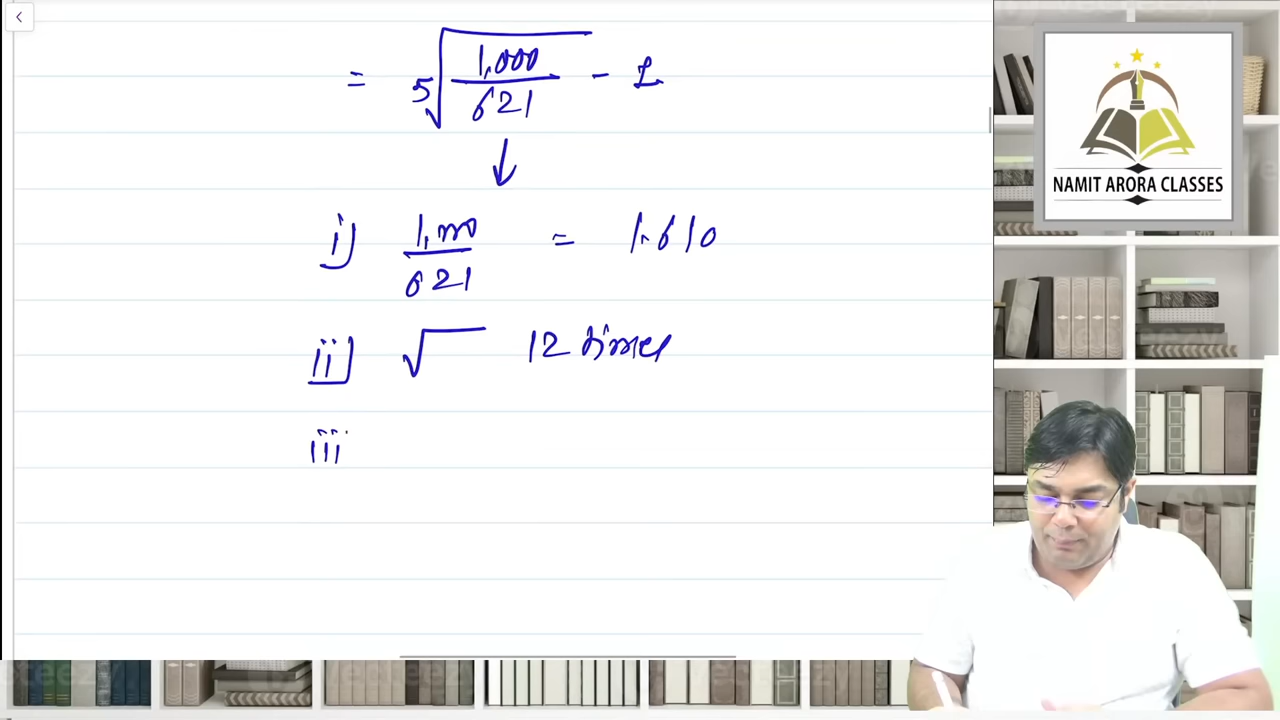 = 5√(1,000/621) - 1
↓
i) 1,000/621 = 1.610
ii) √ 12 times
iii
NAMIT ARORA CLASSES